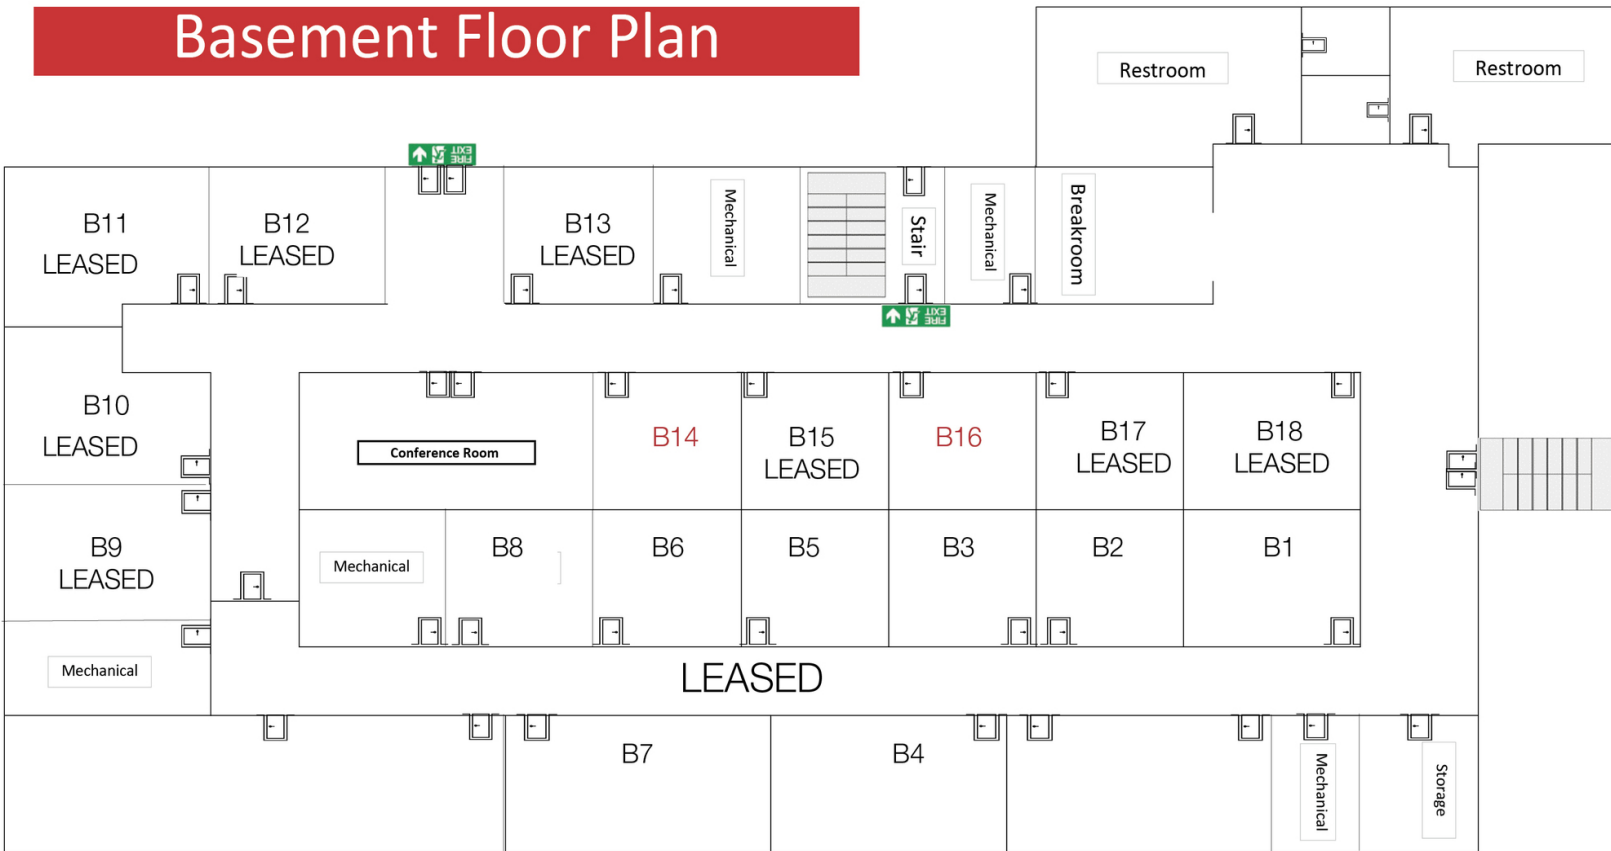 Basement Floor Plan
Restroom
Restroom
FIRE
EXIT
B11
LEASED
B12
LEASED
B13
LEASED
Mechanical
Stair
Mechanical
Breakroom
FIRE
EXIT
B10
LEASED
Conference Room
B14
B15
LEASED
B16
B17
LEASED
B18
LEASED
B9
LEASED
Mechanical
B8
B6
B5
B3
B2
B1
Mechanical
LEASED
B7
B4
Mechanical
Storage